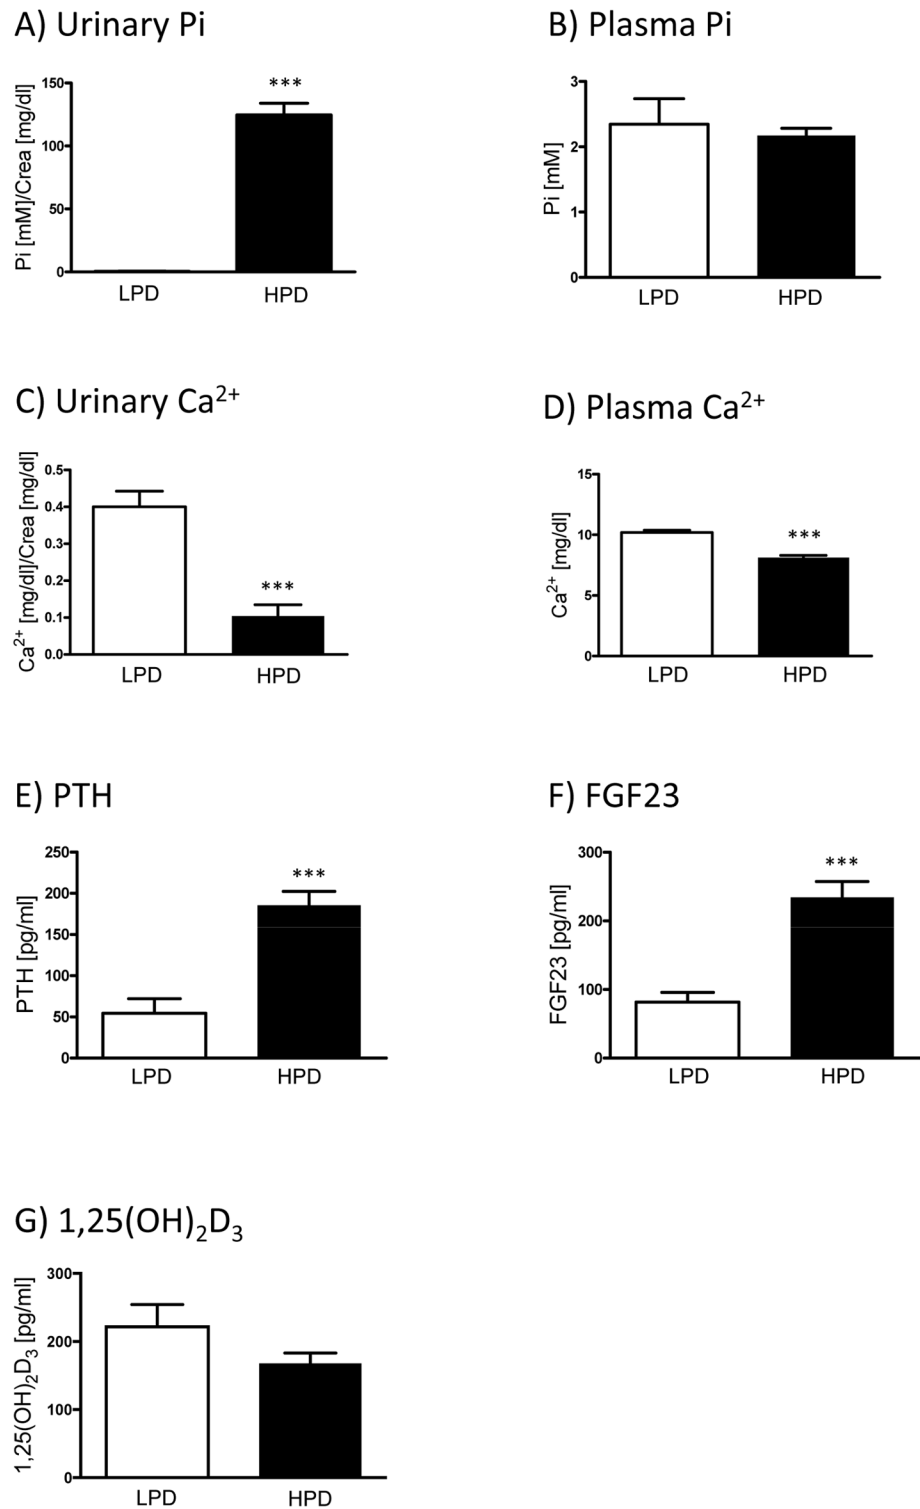 A) Urinary Pi
Pi [mM]/Crea [mg/dl]
150
100
50
0
***
LPD
HPD
B) Plasma Pi
Pi [mM]
3
2
1
0
LPD
HPD
C) Urinary Ca²⁺
Ca²⁺ [mg/dl]/Crea [mg/dl]
0.5
0.4
0.3
0.2
0.1
0.0
***
LPD
HPD
D) Plasma Ca²⁺
Ca²⁺ [mg/dl]
15
10
5
0
***
LPD
HPD
E) PTH
PTH [pg/ml]
250
200
150
100
50
0
***
LPD
HPD
F) FGF23
FGF23 [pg/ml]
300
200
100
0
***
LPD
HPD
G) 1,25(OH)₂D₃
1,25(OH)₂D₃ [pg/ml]
300
200
100
0
LPD
HPD